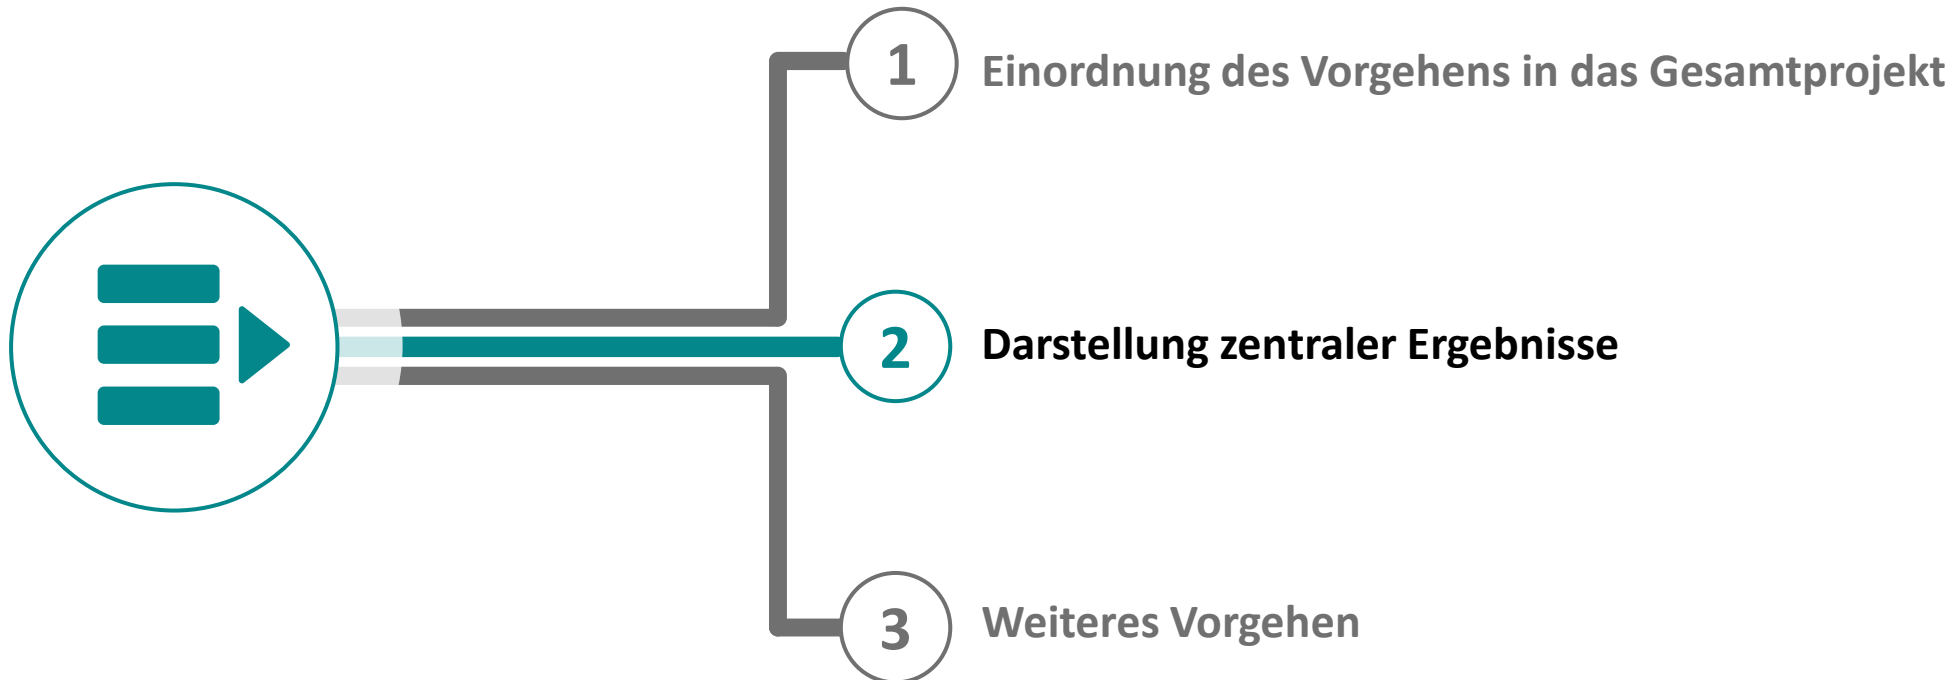 1 Einordnung des Vorgehens in das Gesamtprojekt
2 Darstellung zentraler Ergebnisse
3 Weiteres Vorgehen